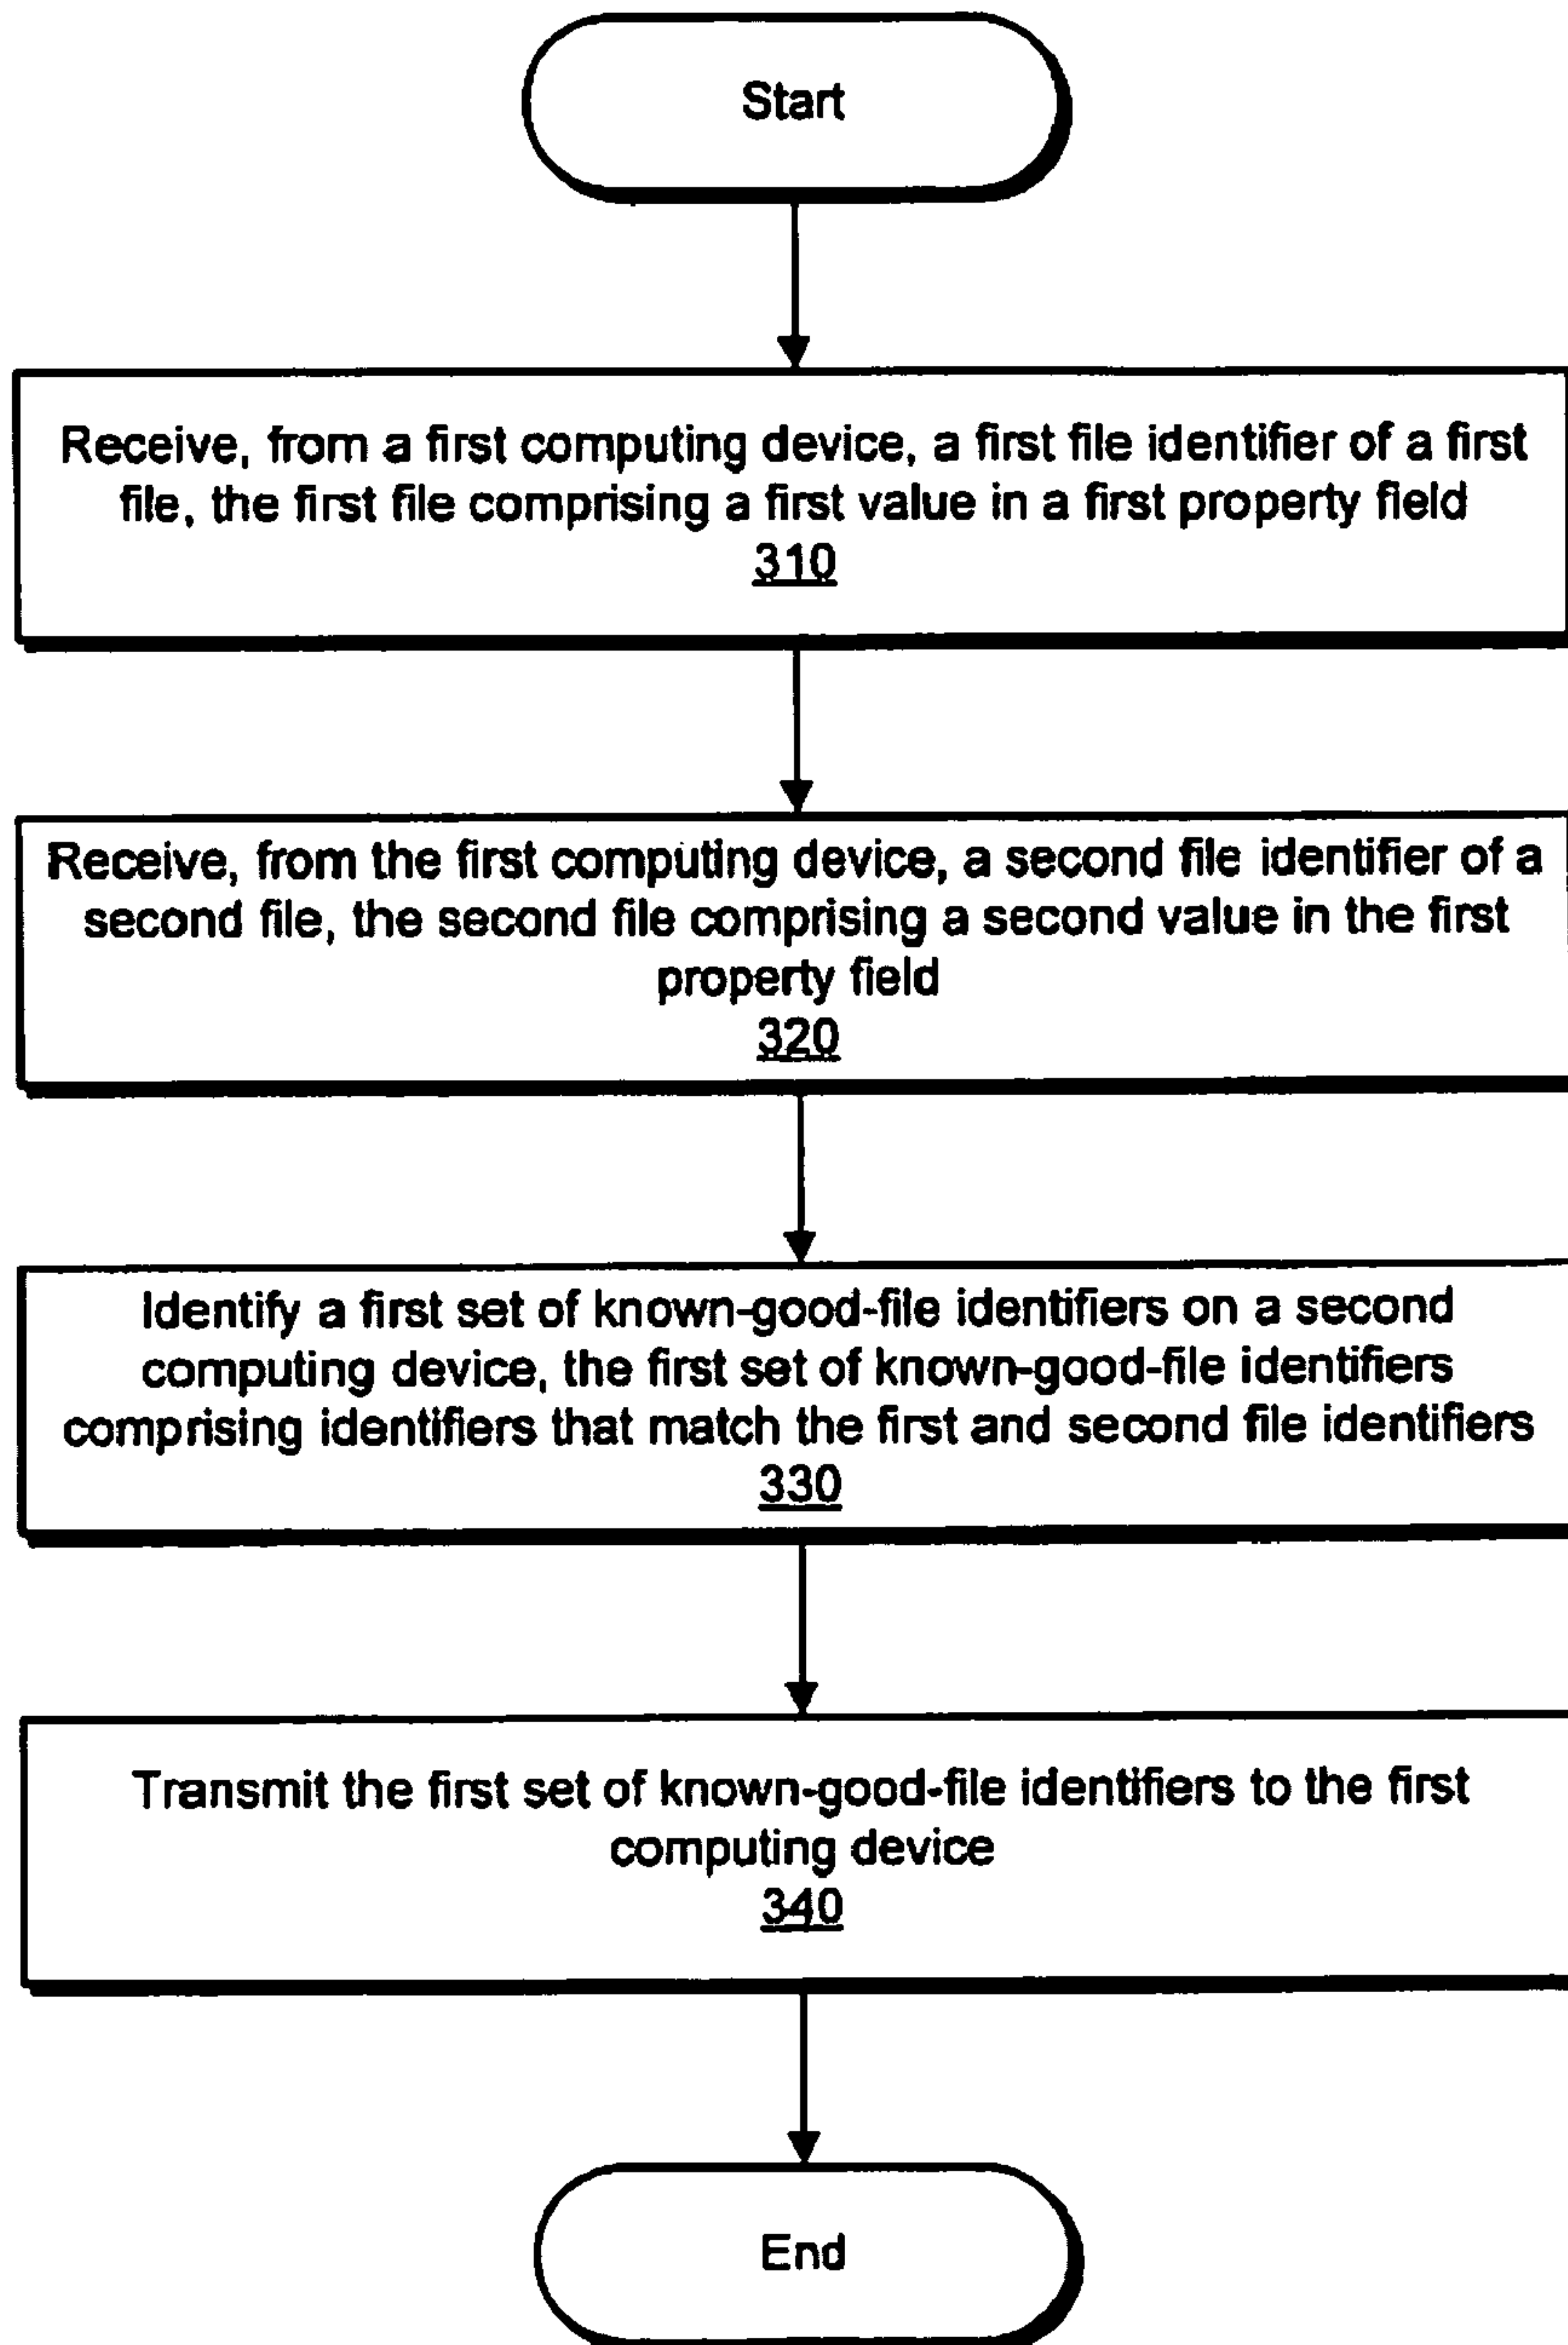 Start
Receive, from a first computing device, a first file identifier of a first
file, the first file comprising a first value in a first property field
310
Receive, from the first computing device, a second file identifier of a
second file, the second file comprising a second value in the first
property field
320
Identify a first set of known-good-file identifiers on a second
computing device, the first set of known-good-file identifiers
comprising identifiers that match the first and second file identifiers
330
Transmit the first set of known-good-file identifiers to the first
computing device
340
End